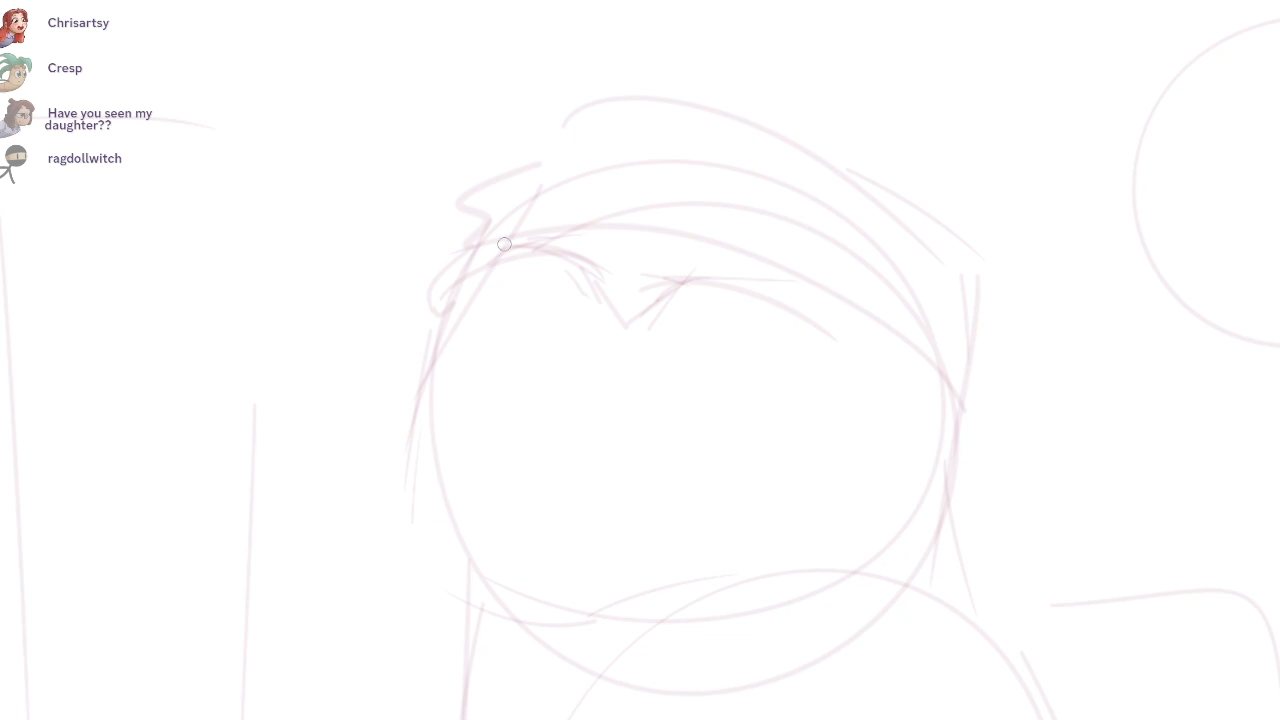 Chrisartsy
Cresp
Have you seen my
daughter??
ragdollwitch